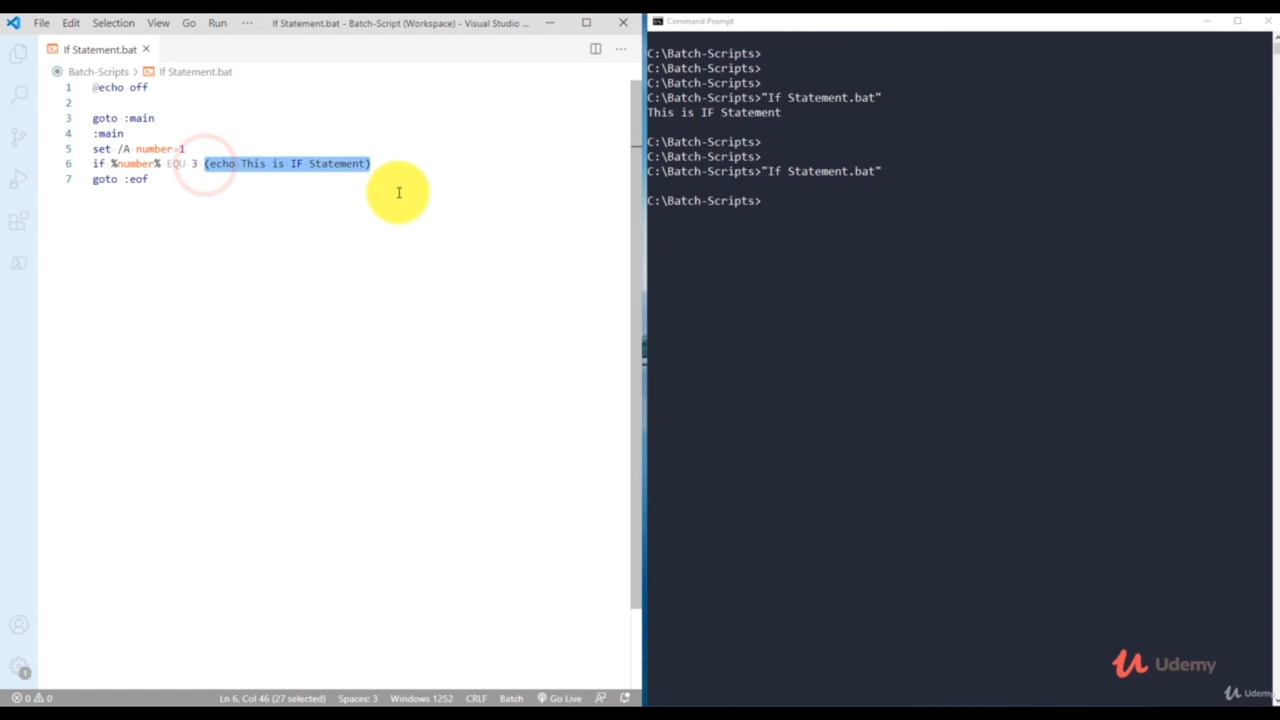 File Edit Selection View Go Run ··· If Statement.bat - Batch-Script (Workspace) - Visual Studio ...
If Statement.bat
Batch-Scripts > If Statement.bat
1 @echo off
2
3 goto :main
4 :main
5 set /A number=1
6 if %number% EQU 3 (echo This is IF Statement)
7 goto :eof
1
0 0 Ln 6, Col 46 (27 selected) Spaces: 3 Windows 1252 CRLF Batch Go Live
Command Prompt
C:\Batch-Scripts>
C:\Batch-Scripts>
C:\Batch-Scripts>
C:\Batch-Scripts>"If Statement.bat"
This is IF Statement
C:\Batch-Scripts>
C:\Batch-Scripts>
C:\Batch-Scripts>"If Statement.bat"
C:\Batch-Scripts>
Udemy
Udemy